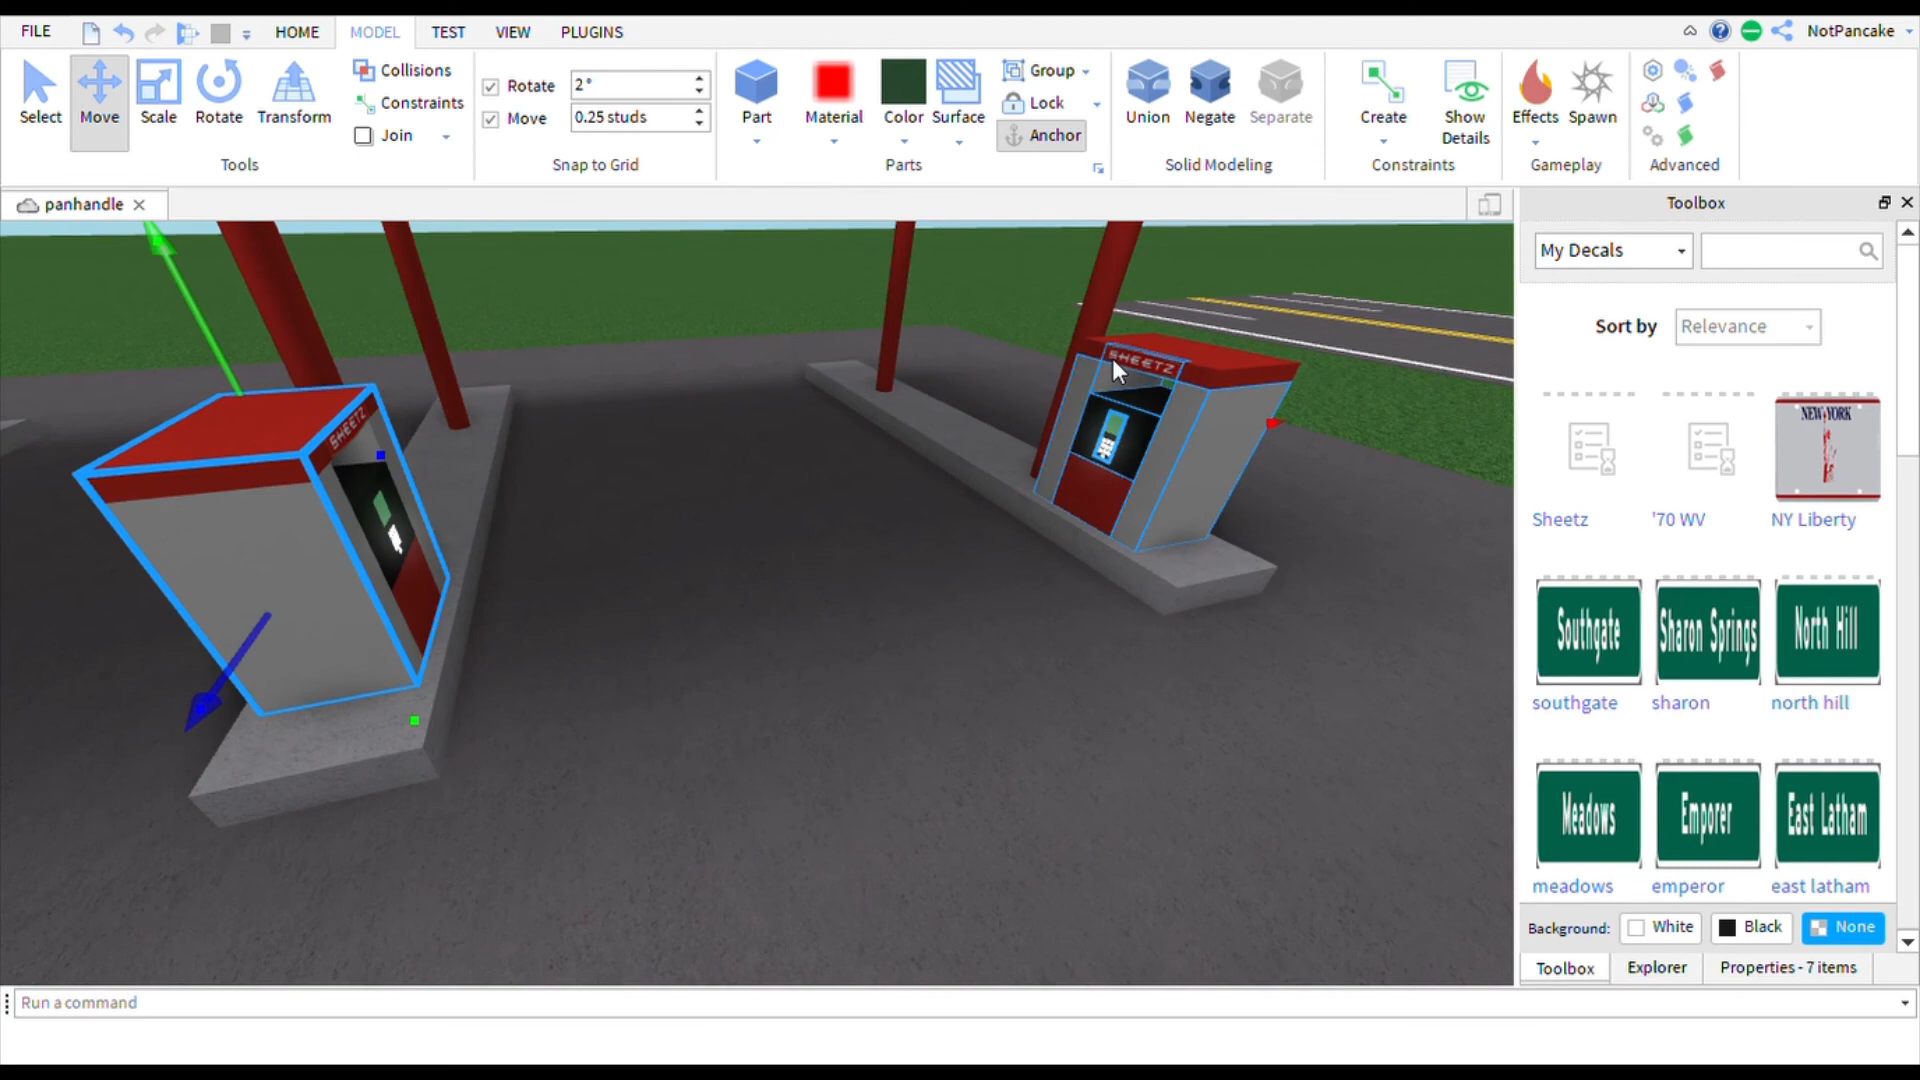 FILE HOME MODEL TEST VIEW PLUGINS NotPancake
Select Move Scale Rotate Transform
Collisions
Constraints
Join
Tools
Rotate 2°
Move 0.25 studs
Snap to Grid
Part Material Color Surface
Group
Lock
Anchor
Parts
Union Negate Separate
Solid Modeling
Create Show Details
Constraints
Effects Spawn
Gameplay
Advanced
panhandle
SHEETZ
SHEETZ
Toolbox
My Decals
Sort by Relevance
NEW YORK
Sheetz '70 WV NY Liberty
Southgate Sharon Springs North Hill
southgate sharon north hill
Meadows Emporer East Latham
meadows emperor east latham
Background: White Black None
Toolbox Explorer Properties - 7 items
Run a command